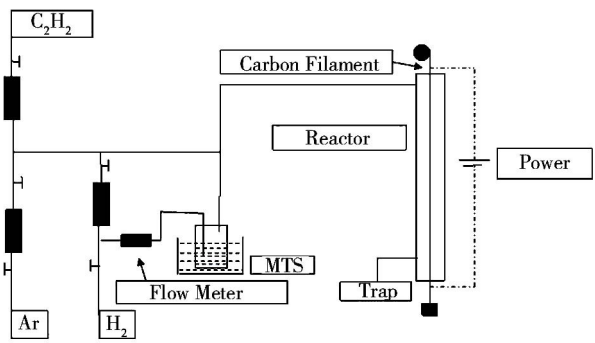 C₂H₂
Carbon Filament
Reactor
Power
MTS
Flow Meter
Trap
Ar
H₂